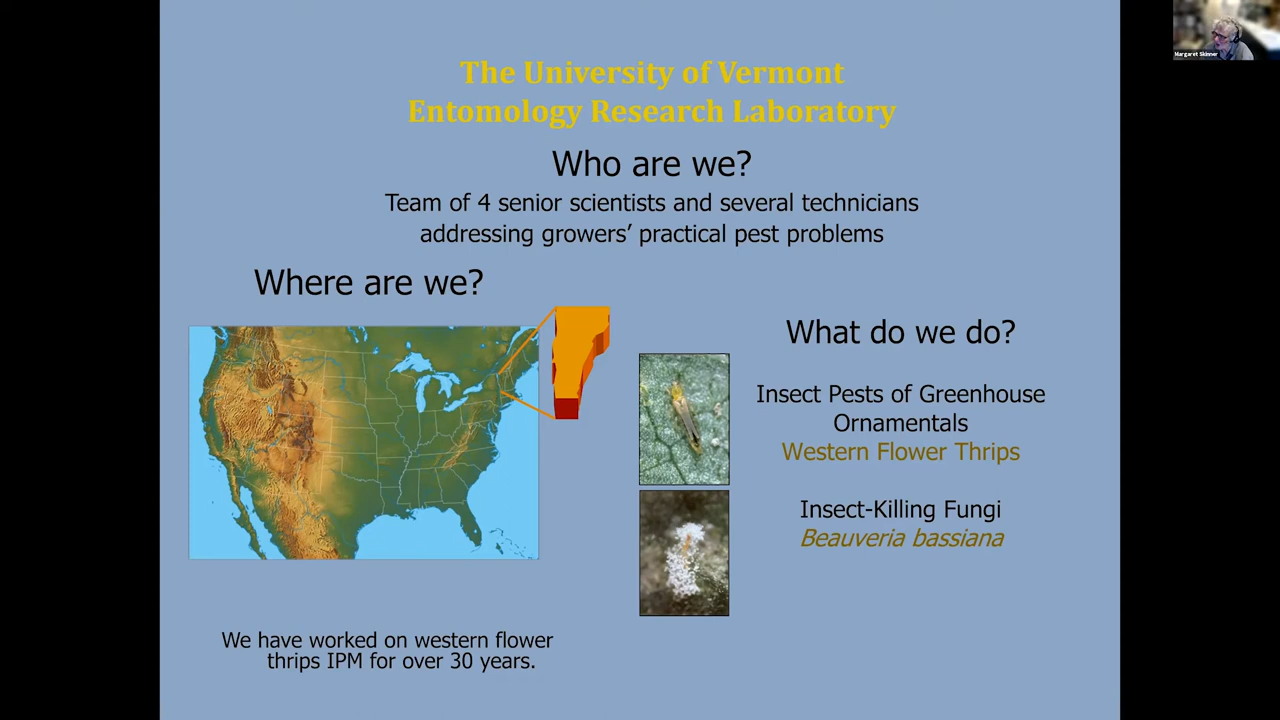 The University of Vermont
Entomology Research Laboratory
Who are we?
Team of 4 senior scientists and several technicians
addressing growers’ practical pest problems
Where are we?
What do we do?
Insect Pests of Greenhouse
Ornamentals
Western Flower Thrips
Insect-Killing Fungi
Beauveria bassiana
We have worked on western flower
thrips IPM for over 30 years.
Margaret Skinner